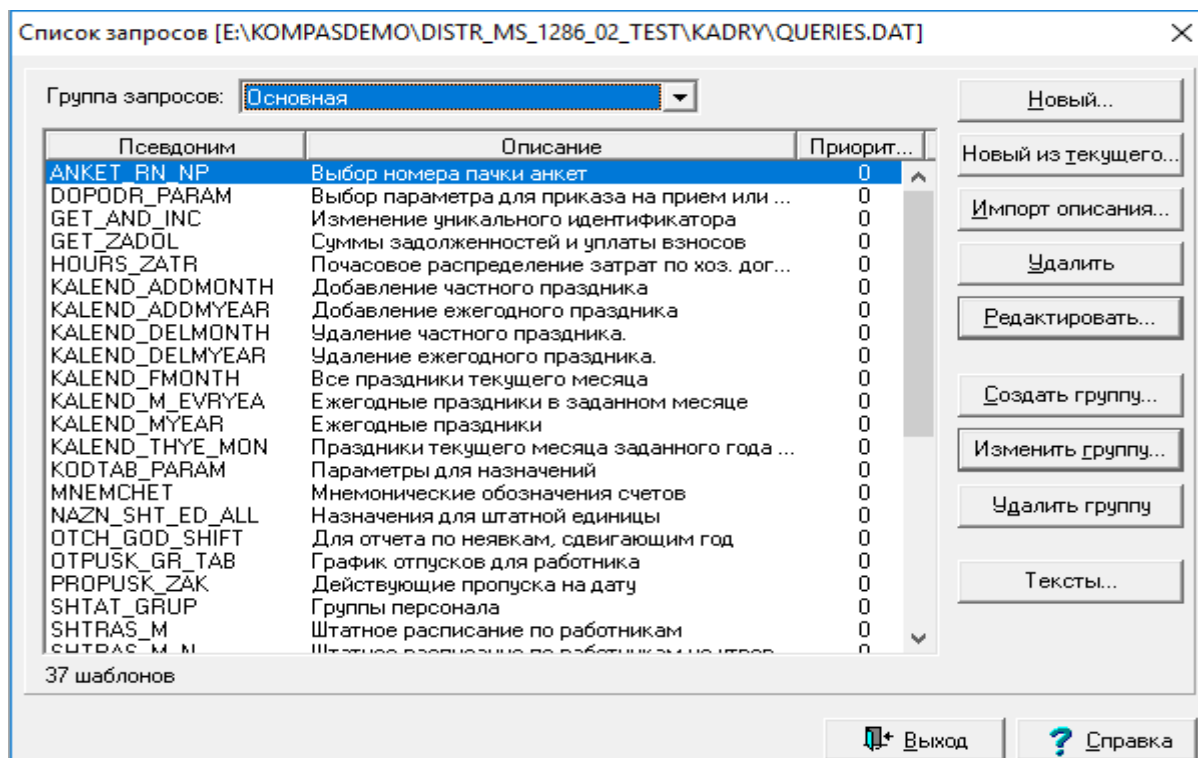 Список запросов [E:\KOMPASDEMO\DISTR_MS_1286_02_TEST\KADRY\QUERIES.DAT]
Группа запросов: Основная
Псевдоним Описание Приорит...
ANKET_RN_NP Выбор номера пачки анкет 0
DOPODR_PARAM Выбор параметра для приказа на прием или ... 0
GET_AND_INC Изменение уникального идентификатора 0
GET_ZADOL Суммы задолженностей и уплаты взносов 0
HOURS_ZATR Почасовое распределение затрат по хоз. дог... 0
KALEND_ADDMONTH Добавление частного праздника 0
KALEND_ADDMYEAR Добавление ежегодного праздника 0
KALEND_DELMONTH Удаление частного праздника. 0
KALEND_DELMYEAR Удаление ежегодного праздника. 0
KALEND_FMONTH Все праздники текущего месяца 0
KALEND_M_EVRYEA Ежегодные праздники в заданном месяце 0
KALEND_MYEAR Ежегодные праздники 0
KALEND_THYE_MON Праздники текущего месяца заданного года ... 0
KODTAB_PARAM Параметры для назначений 0
MNEMCHET Мнемонические обозначения счетов 0
NAZN_SHT_ED_ALL Назначения для штатной единицы 0
OTCH_GOD_SHIFT Для отчета по неявкам, сдвигающим год 0
OTPUSK_GR_TAB График отпусков для работника 0
PROPUSK_ZAK Действующие пропуска на дату 0
SHTAT_GRUP Группы персонала 0
SHTRAS_M Штатное расписание по работникам 0
SHTRAS_M_N Штатное расписание по работникам 0
37 шаблонов
Новый...
Новый из текущего...
Импорт описания...
Удалить
Редактировать...
Создать группу...
Изменить группу...
Удалить группу
Тексты...
Выход
Справка